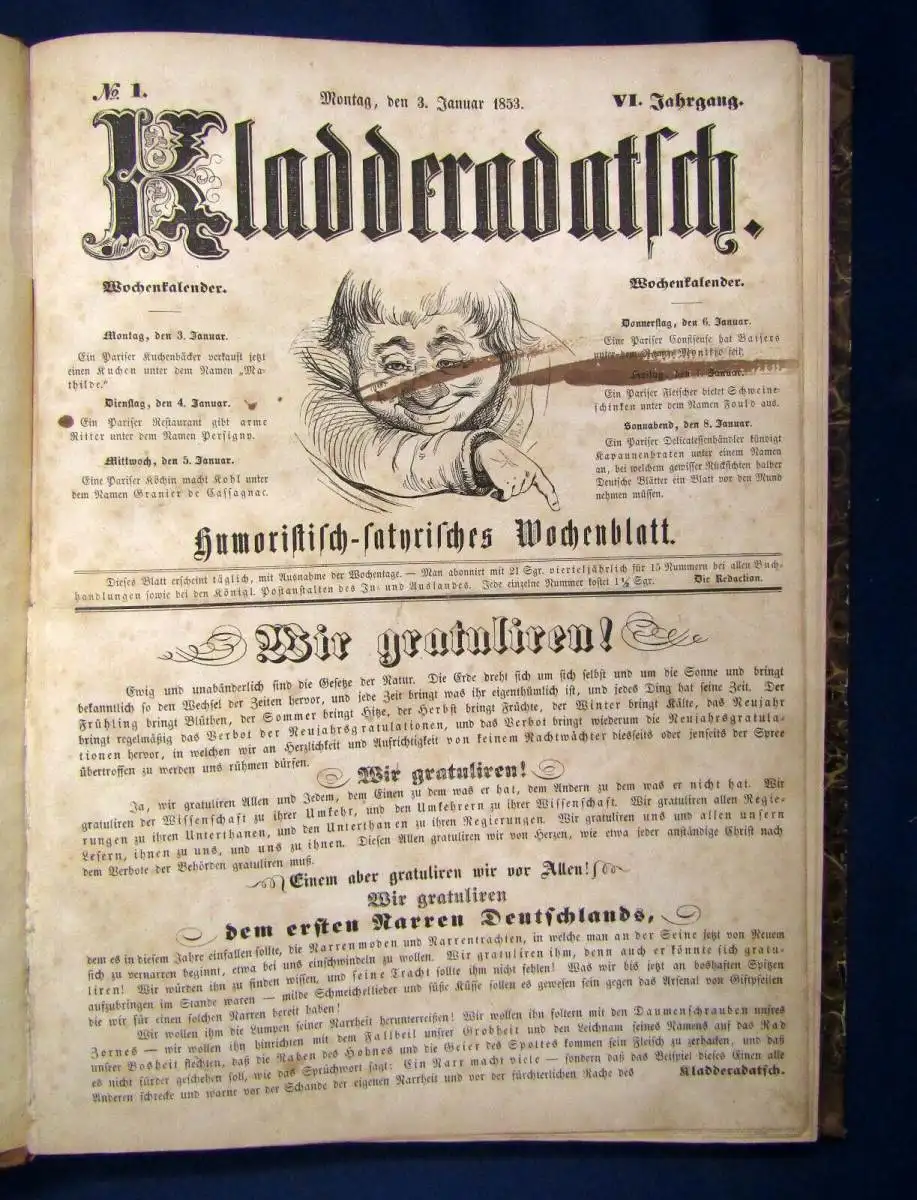 No. 1.
Montag, den 3. Januar 1853.
VI. Jahrgang.
Kladderadatsch.
Wochenkalender.
Montag, den 3. Januar.
Ein Pariser Kuchenbäcker verkauft jetzt
einen Kuchen unter dem Namen „Ma-
thilde.“
Dienstag, den 4. Januar.
Ein Pariser Restaurant gibt arme
Ritter unter dem Namen Persigny.
Mittwoch, den 5. Januar.
Eine Pariser Köchin macht Kohl unter
dem Namen Granier de Cassagnac.
Wochenkalender.
Donnerstag, den 6. Januar.
Eine Pariser Confiseuse hat Baisers
unter dem Namen Montijo feil.
Freitag, den 7. Januar.
Ein Pariser Fleischer bietet Schweine-
schinken unter dem Namen Fould aus.
Sonnabend, den 8. Januar.
Ein Pariser Delicatessenhändler kündigt
Kapaunenbraten unter einem Namen
an, bei welchem gewisser Rücksichten halber
Deutsche Blätter ein Blatt vor den Mund
nehmen müssen.
Humoristisch-satyrisches Wochenblatt.
Dieses Blatt erscheint täglich, mit Ausnahme der Wochentage. — Man abonnirt mit 21 Sgr. vierteljährlich für 15 Nummern bei allen Buch-
handlungen sowie bei den Königl. Postanstalten des In- und Auslandes. Jede einzelne Nummer kostet 1½ Sgr. Die Redaction.
Wir gratuliren!
Ewig und unabänderlich sind die Gesetze der Natur. Die Erde dreht sich um sich selbst und um die Sonne und bringt
bekanntlich so den Wechsel der Zeiten hervor, und jede Zeit bringt was ihr eigenthümlich ist, und jedes Ding hat seine Zeit. Der
Frühling bringt Blüthen, der Sommer bringt Hitze, der Herbst bringt Früchte, der Winter bringt Kälte, das Neujahr
bringt regelmäßig das Verbot der Neujahrsgratulationen, und das Verbot bringt wiederum die Neujahrsgratula-
tionen hervor, in welchen wir an Herzlichkeit und Aufrichtigkeit von keinem Nachtwächter diesseits oder jenseits der Spree
übertroffen zu werden uns rühmen dürfen.
Wir gratuliren!
Ja, wir gratuliren Allen und Jedem, dem Einen zu dem was er hat, dem Andern zu dem was er nicht hat. Wir
gratuliren der Wissenschaft zu ihrer Umkehr, und den Umkehrern zu ihrer Wissenschaft. Wir gratuliren allen Regie-
rungen zu ihren Unterthanen, und den Unterthanen zu ihren Regierungen. Wir gratuliren uns und allen unsern
Lesern, ihnen zu uns, und uns zu ihnen. Diesen Allen gratuliren wir von Herzen, wie etwa jeder anständige Christ nach
dem Verbote der Behörden gratuliren muß.
Einem aber gratuliren wir vor Allen!
Wir gratuliren
dem ersten Narren Deutschlands,
dem es in diesem Jahre einfallen sollte, die Narrenmoden und Narrentrachten, in welche man an der Seine jetzt von Neuem
sich zu vernarren beginnt, etwa bei uns einschwindeln zu wollen. Wir gratuliren ihm, denn auch er könnte sich gratu-
liren! Wir würden ihn zu finden wissen, und seine Tracht sollte ihm nicht fehlen! Was wir bis jetzt an boshaften Spitzen
aufzubringen im Stande waren — milde Schmeichellieder und süße Küsse sollen es gewesen sein gegen das Arsenal von Giftpfeilen
die wir für einen solchen Narren bereit haben!
Wir wollen ihm die Lumpen seiner Narrheit herunterreißen! Wir wollen ihn foltern mit den Daumenschrauben unsres
Zornes — wir wollen ihn hinrichten mit dem Fallbeil unsrer Grobheit und den Leichnam seines Namens auf das Rad
unsrer Bosheit flechten, daß die Raben des Hohnes und die Geier des Spottes kommen sein Fleisch zu zerhacken, und daß
es nicht fürder geschehen soll, wie das Sprüchwort sagt: Ein Narr macht viele — sondern daß das Beispiel dieses Einen alle
Anderen schrecke und warne vor der Schande der eigenen Narrheit und vor der fürchterlichen Rache des Kladderadatsch.